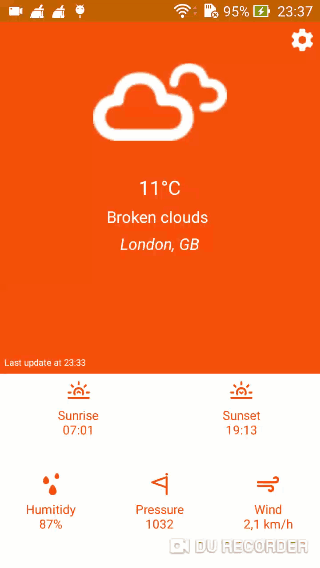 95% 23:37
11°C
Broken clouds
London, GB
Last update at 23:33
Sunrise
07:01
Sunset
19:13
Humitidy
87%
Pressure
1032
Wind
2,1 km/h
DU RECORDER